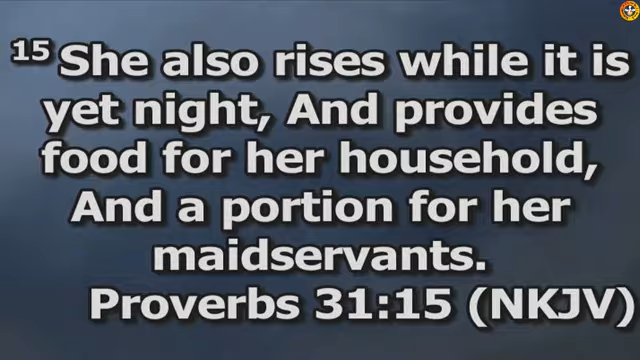 15 She also rises while it is
yet night, And provides
food for her household,
And a portion for her
maidservants.
Proverbs 31:15 (NKJV)